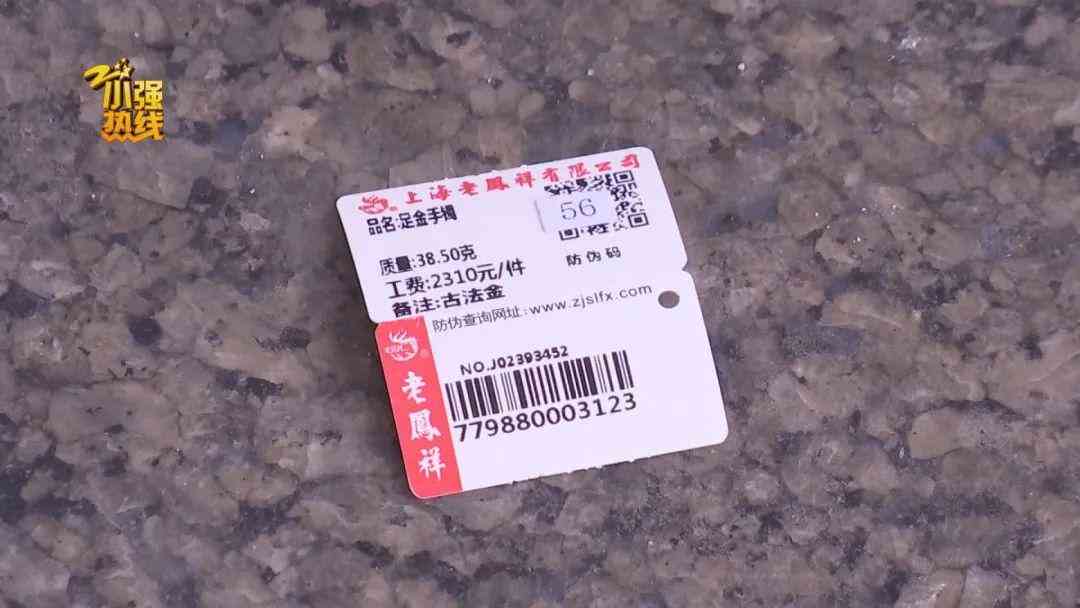 小强
热线
上海老鳳祥有限公司
品名:足金手镯
56
质量:38.50克
工费:2310元/件
备注:古法金
防伪码
防伪查询网址:www.zjslfx.com
NO.J02393452
779880003123
老鳳祥